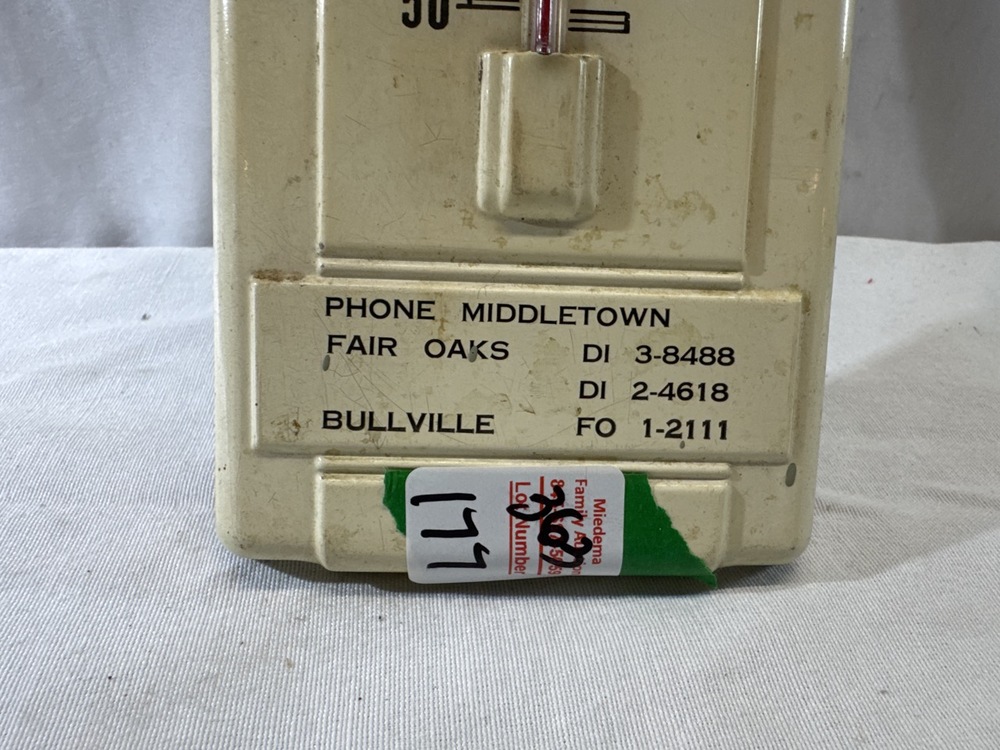 50
PHONE MIDDLETOWN
FAIR OAKS DI 3-8488
DI 2-4618
BULLVILLE FO 1-2111
Miedema
Family
Lot Number
177